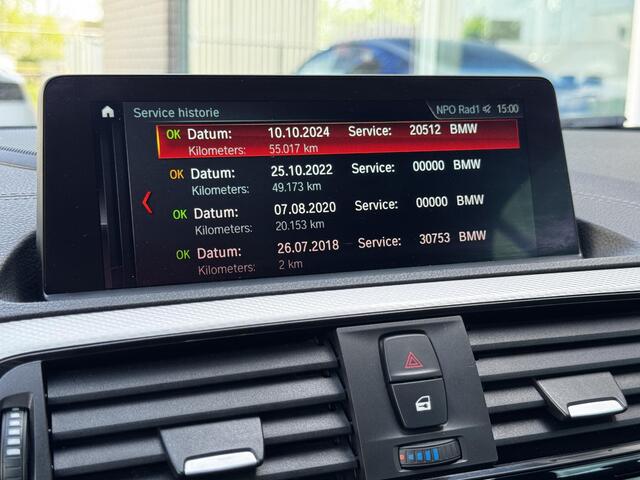 Service historie NPO Rad1 15:00
OK Datum: 10.10.2024 Service: 20512 BMW
Kilometers: 55.017 km
OK Datum: 25.10.2022 Service: 00000 BMW
Kilometers: 49.173 km
OK Datum: 07.08.2020 Service: 00000 BMW
Kilometers: 20.153 km
OK Datum: 26.07.2018 Service: 30753 BMW
Kilometers: 2 km